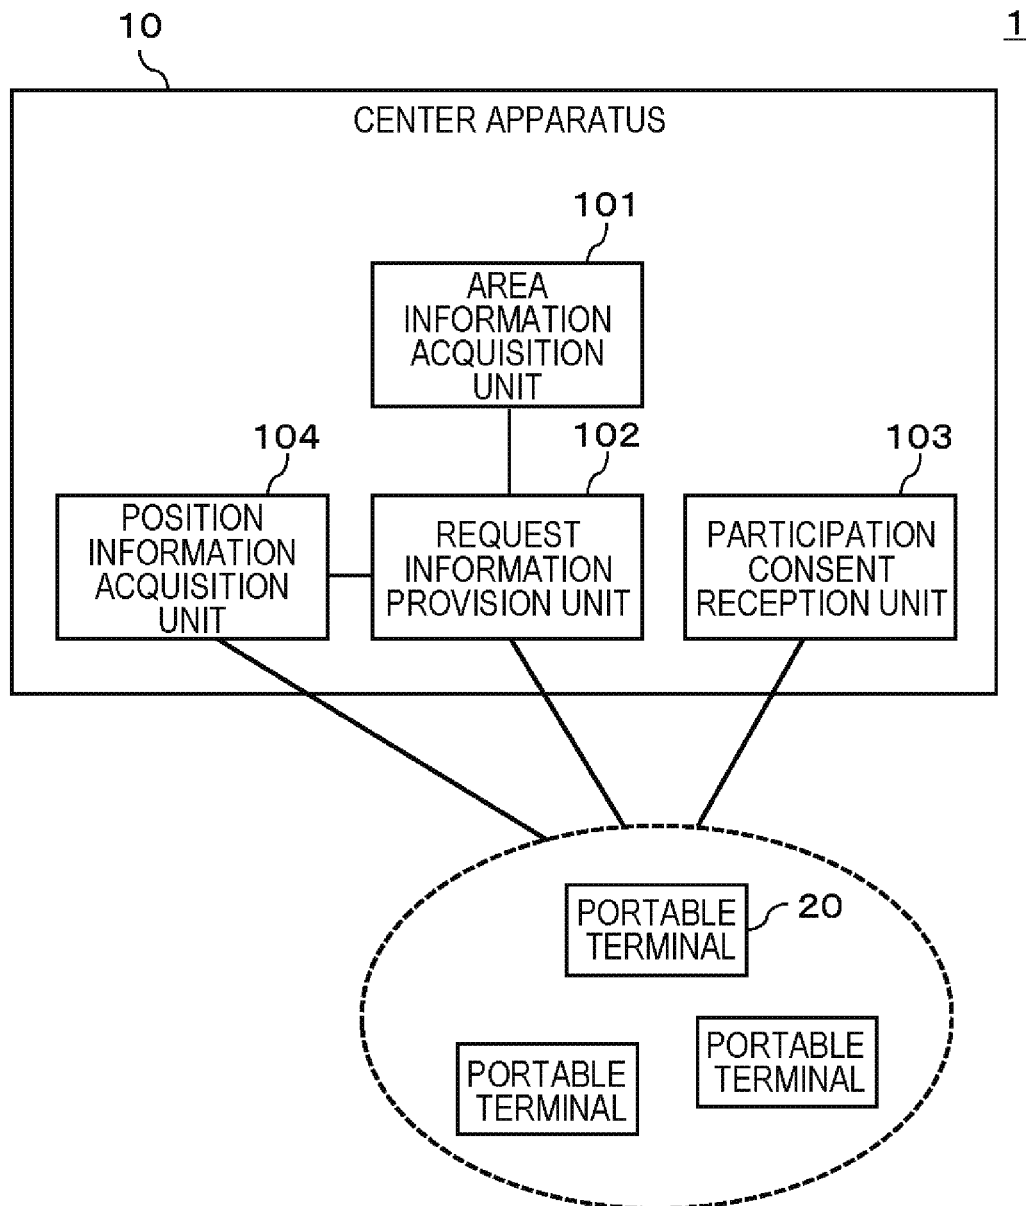 10
1
CENTER APPARATUS
101
AREA
INFORMATION
ACQUISITION
UNIT
104
102
103
POSITION
INFORMATION
ACQUISITION
UNIT
REQUEST
INFORMATION
PROVISION UNIT
PARTICIPATION
CONSENT
RECEPTION UNIT
PORTABLE
TERMINAL
20
PORTABLE
TERMINAL
PORTABLE
TERMINAL